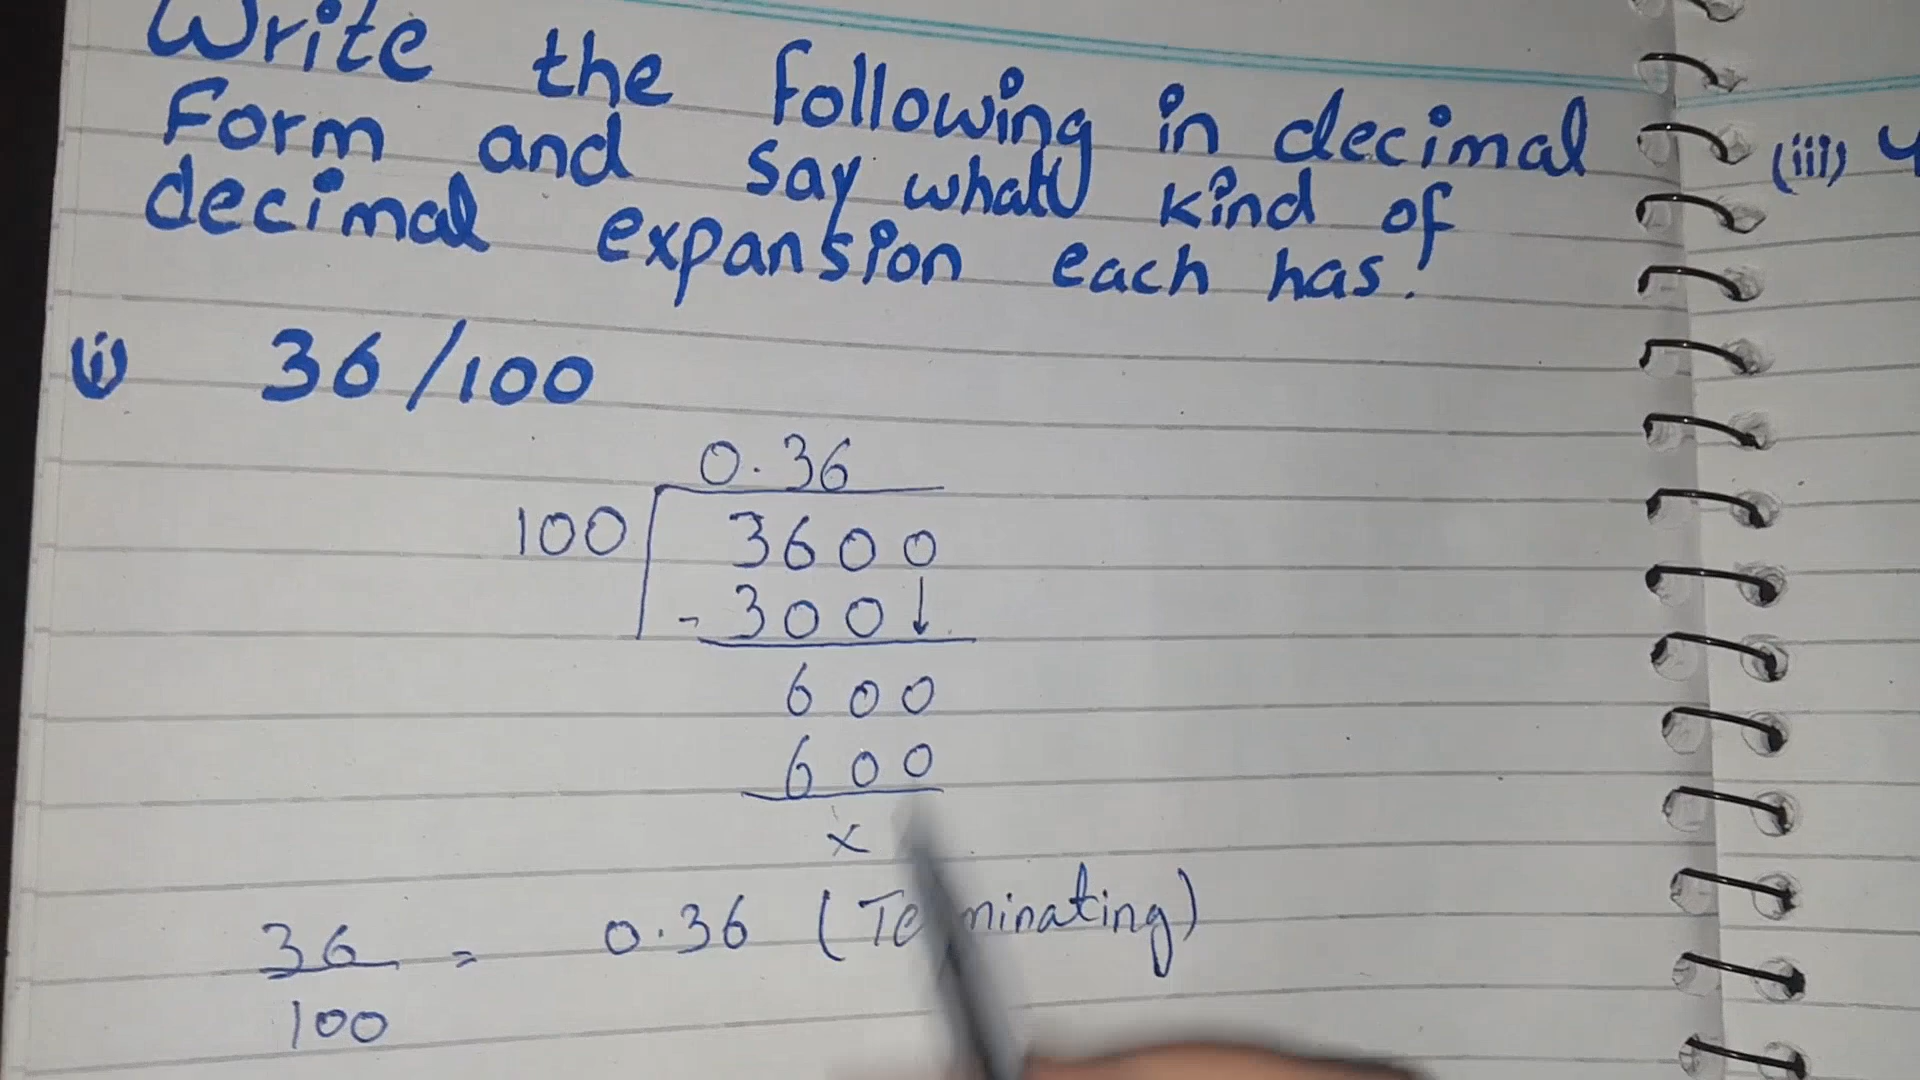 Write the following in decimal
form and say what kind of
decimal expansion each has.
(i) 36/100
0.36
100 3600
- 300↓
600
600
x
36 = 0.36 (Terminating)
100
(iii) 4